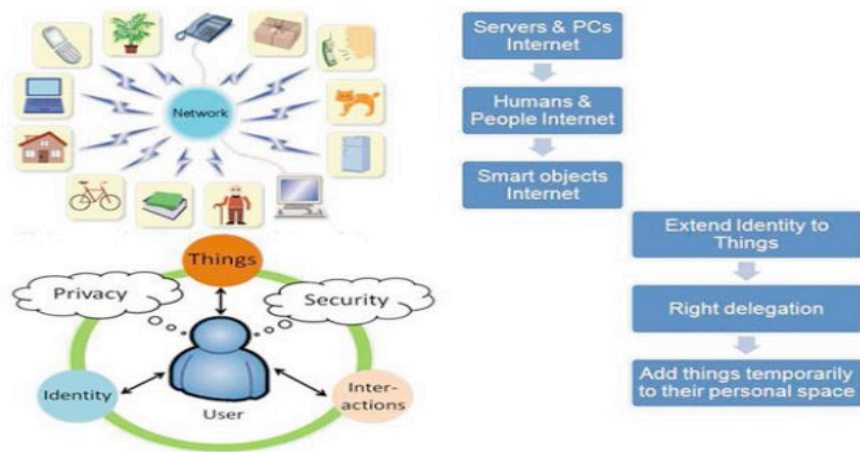 Network
Servers & PCs
Internet
Humans &
People Internet
Smart objects
Internet
Extend Identity to
Things
Right delegation
Add things temporarily
to their personal space
Things
Privacy
Security
Identity
User
Inter-
actions